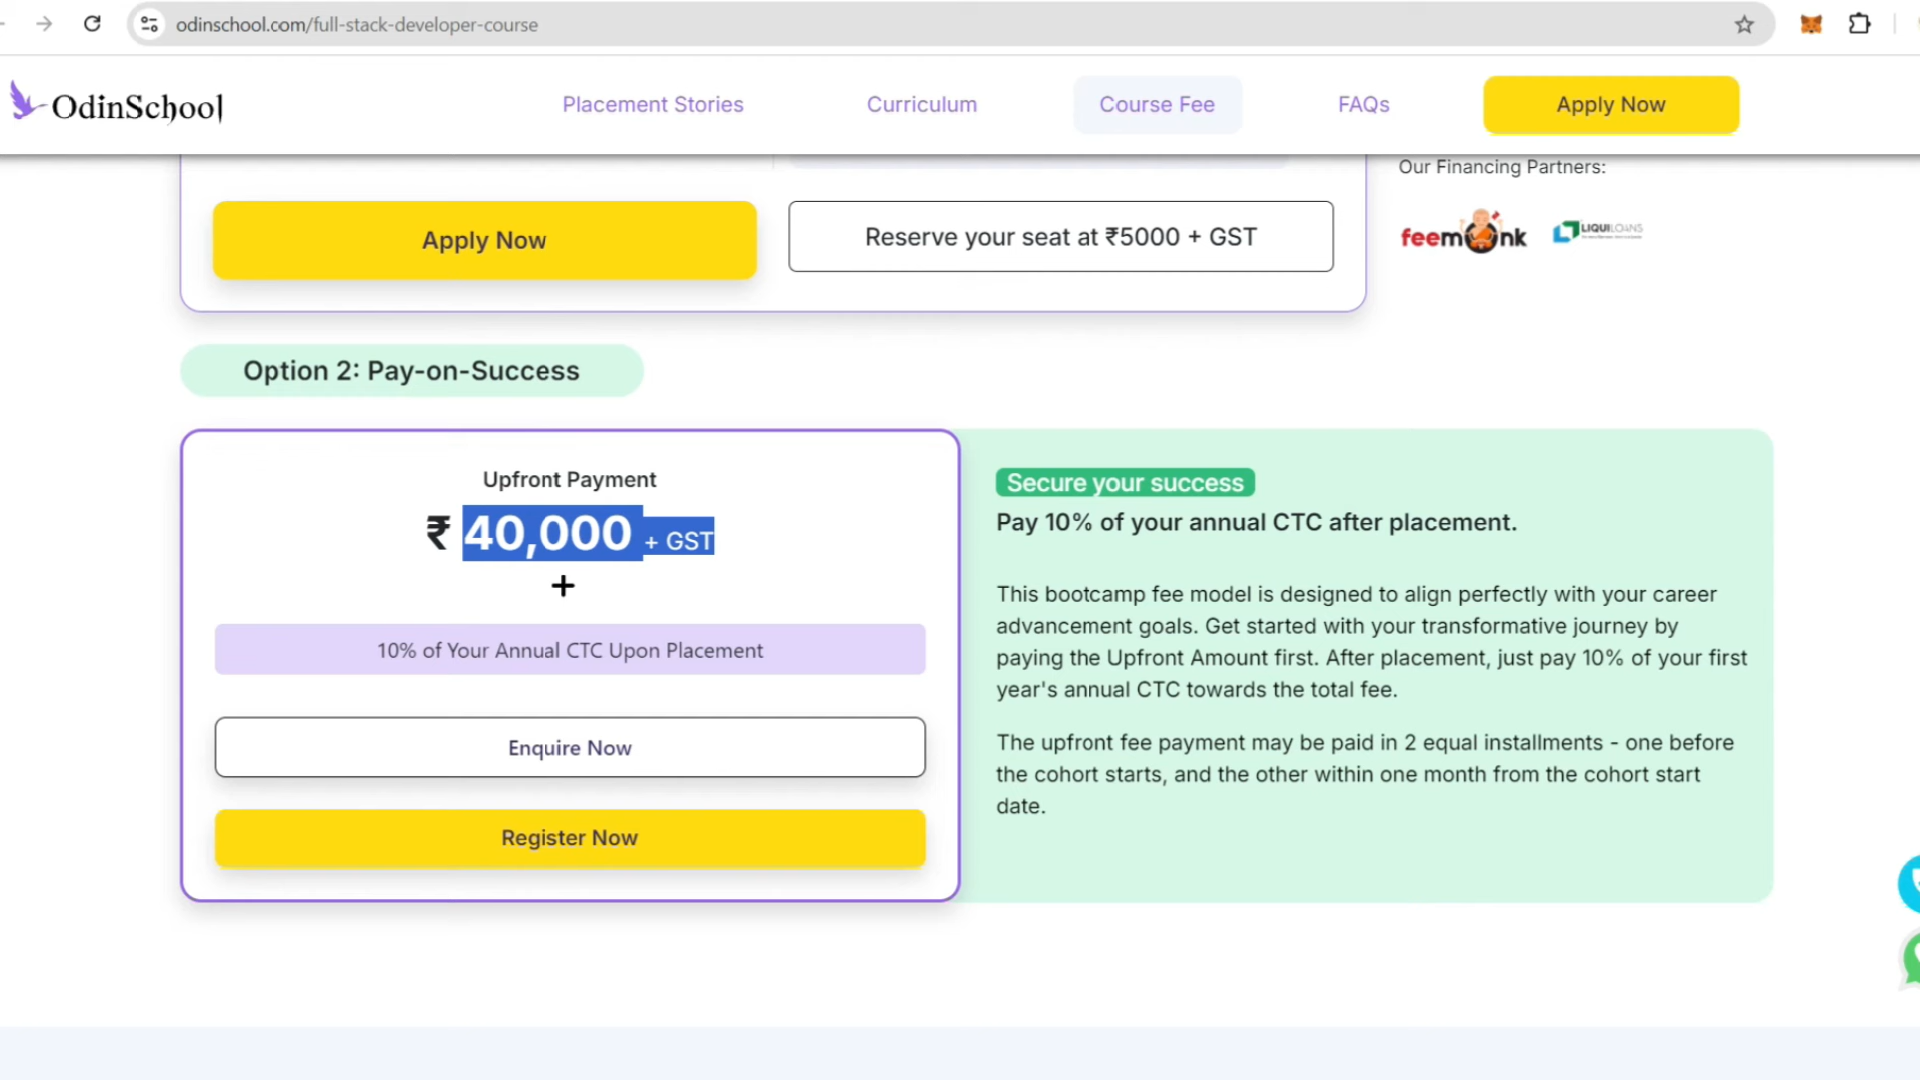 odinschool.com/full-stack-developer-course
OdinSchool
Placement Stories
Curriculum
Course Fee
FAQs
Apply Now
Our Financing Partners:
Apply Now
Reserve your seat at ₹5000 + GST
feemonk
LIQUILOANS
Option 2: Pay-on-Success
Upfront Payment
₹ 40,000 + GST
+
10% of Your Annual CTC Upon Placement
Enquire Now
Register Now
Secure your success
Pay 10% of your annual CTC after placement.
This bootcamp fee model is designed to align perfectly with your career
advancement goals. Get started with your transformative journey by
paying the Upfront Amount first. After placement, just pay 10% of your first
year's annual CTC towards the total fee.
The upfront fee payment may be paid in 2 equal installments - one before
the cohort starts, and the other within one month from the cohort start
date.